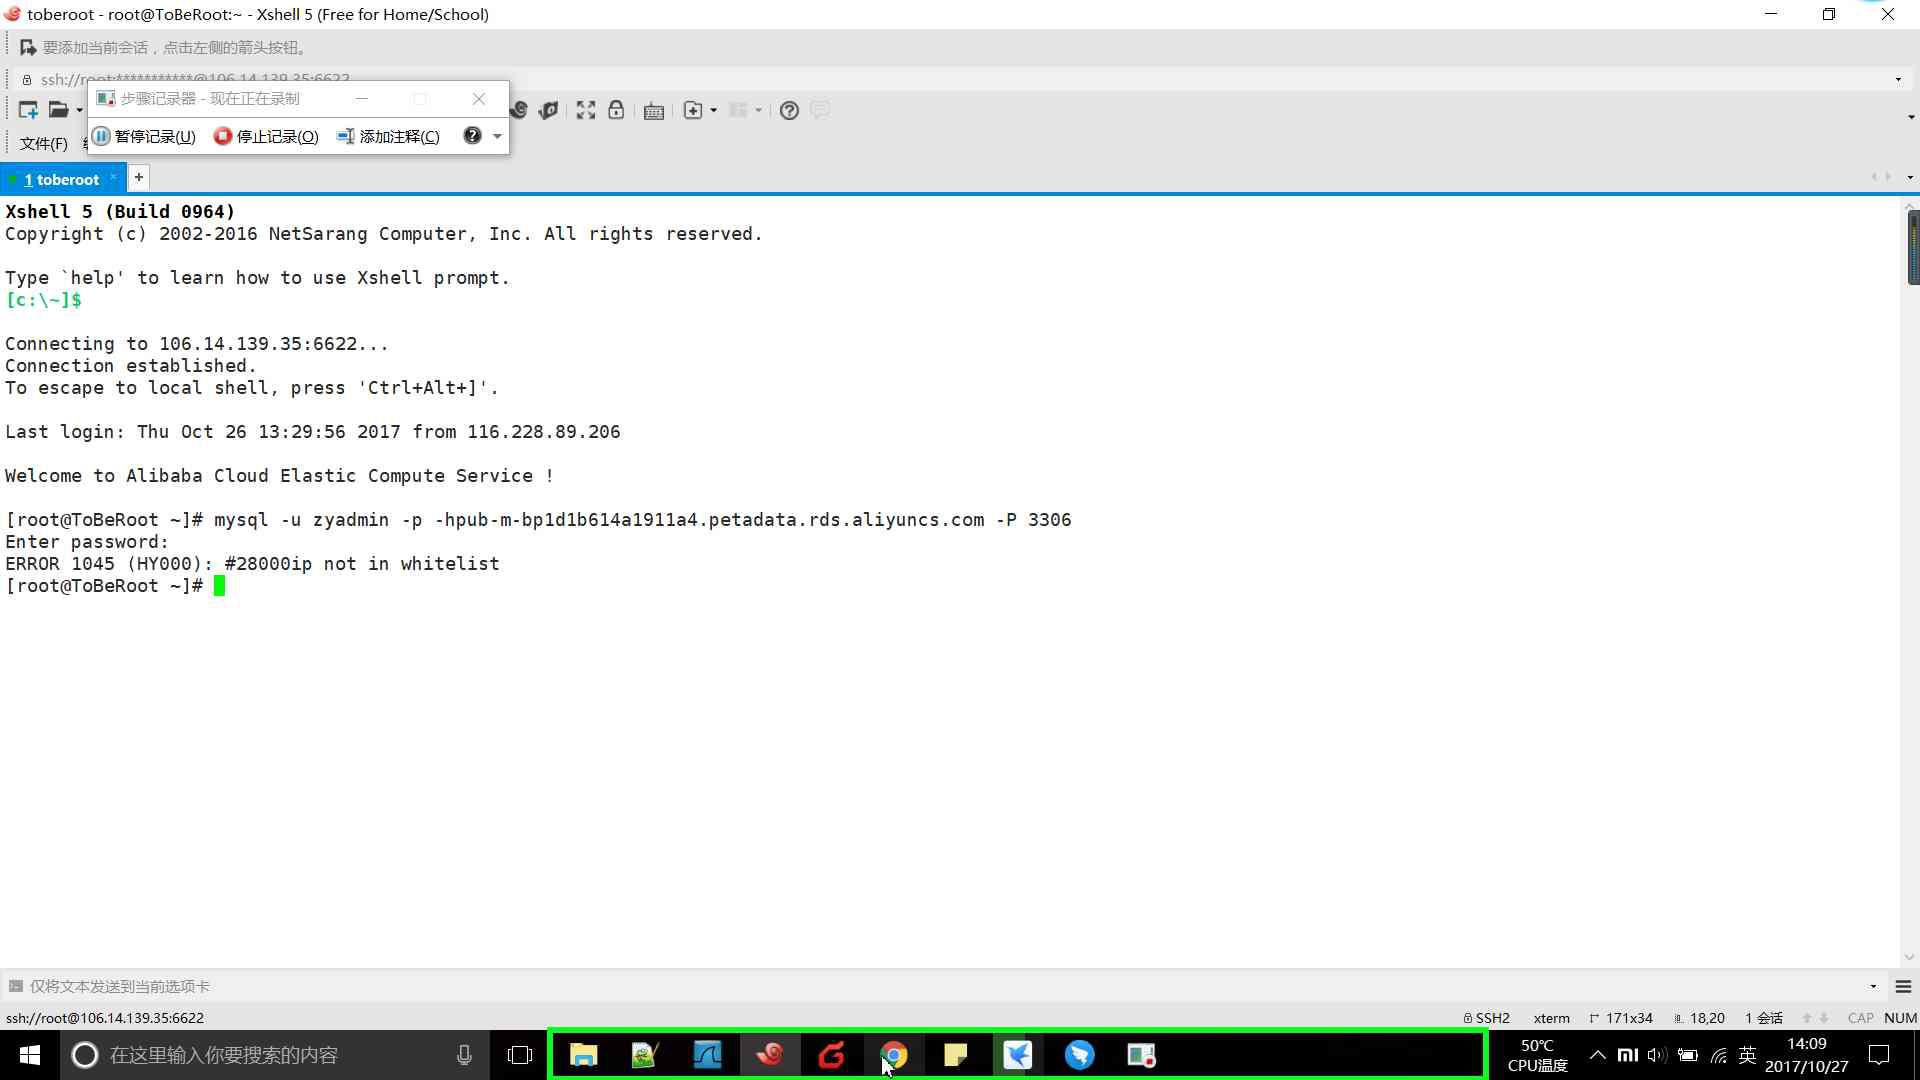 toberoot - root@ToBeRoot:~ - Xshell 5 (Free for Home/School)
要添加当前会话，点击左侧的箭头按钮。
ssh://root:***********@106.14.139.35:6622
步骤记录器 - 现在正在录制
暂停记录(U) 停止记录(O) 添加注释(C)
文件(F)
1 toberoot
Xshell 5 (Build 0964)
Copyright (c) 2002-2016 NetSarang Computer, Inc. All rights reserved.
Type `help' to learn how to use Xshell prompt.
[c:\~]$
Connecting to 106.14.139.35:6622...
Connection established.
To escape to local shell, press 'Ctrl+Alt+]'.
Last login: Thu Oct 26 13:29:56 2017 from 116.228.89.206
Welcome to Alibaba Cloud Elastic Compute Service !
[root@ToBeRoot ~]# mysql -u zyadmin -p -hpub-m-bp1d1b614a1911a4.petadata.rds.aliyuncs.com -P 3306
Enter password:
ERROR 1045 (HY000): #28000ip not in whitelist
[root@ToBeRoot ~]#
仅将文本发送到当前选项卡
ssh://root@106.14.139.35:6622 SSH2 xterm 171x34 18,20 1 会话 CAP NUM
在这里输入你要搜索的内容
50℃
CPU温度
英
14:09
2017/10/27